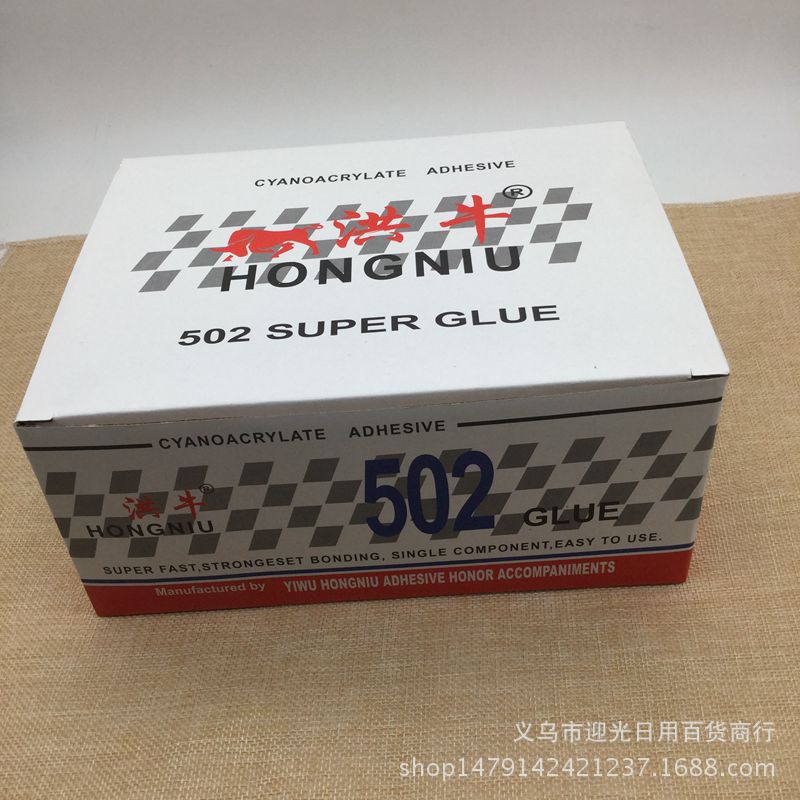 CYANOACRYLATE ADHESIVE
洪牛®
HONGNIU
502 SUPER GLUE
CYANOACRYLATE ADHESIVE
洪牛®
HONGNIU
502 GLUE
SUPER FAST,STRONGESET BONDING, SINGLE COMPONENT,EASY TO USE.
Manufactured by YIWU HONGNIU ADHESIVE HONOR ACCOMPANIMENTS
义乌市迎光日用百货商行
shop1479142421237.1688.com